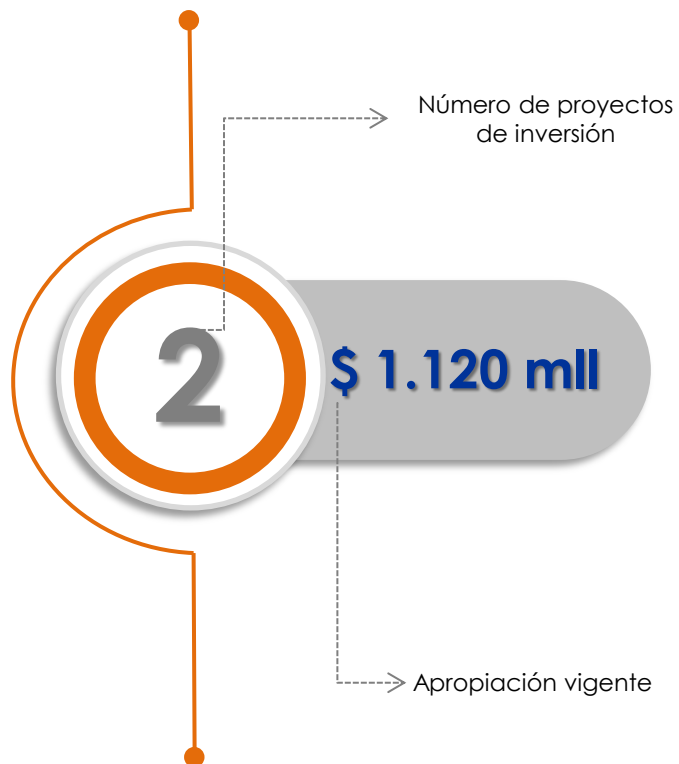 Número de proyectos
de inversión
2
$ 1.120 mll
Apropiación vigente